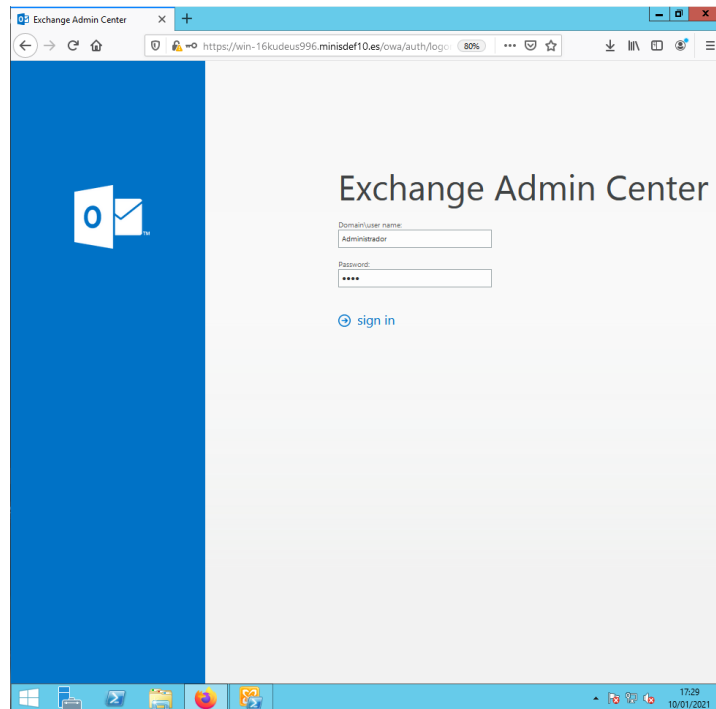 Exchange Admin Center
https://win-16kudeus996.minisdef10.es/owa/auth/logo 80%
O
TM
Exchange Admin Center
Domain\user name:
Administrador
Password:
••••
sign in
17:29
10/01/2021